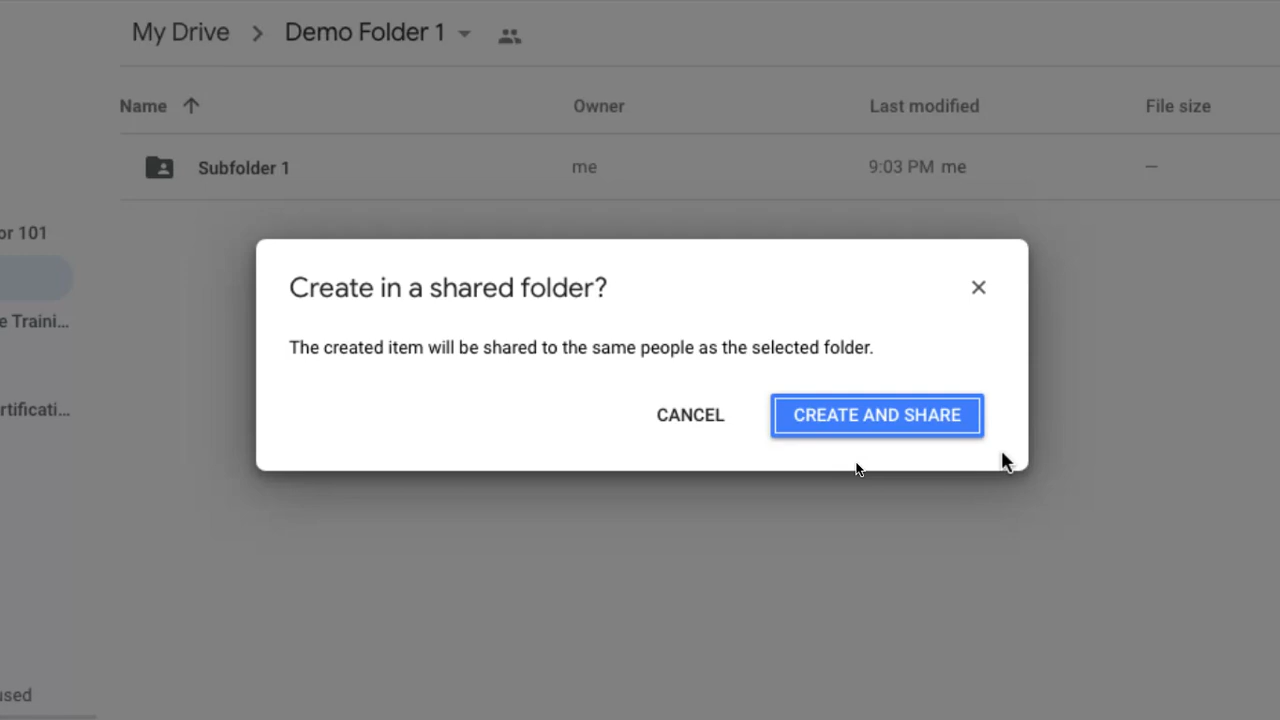 My Drive > Demo Folder 1
Name Owner Last modified File size
Subfolder 1 me 9:03 PM me —
or 101
Create in a shared folder?
e Traini...
The created item will be shared to the same people as the selected folder.
rtificati...
CANCEL CREATE AND SHARE
used